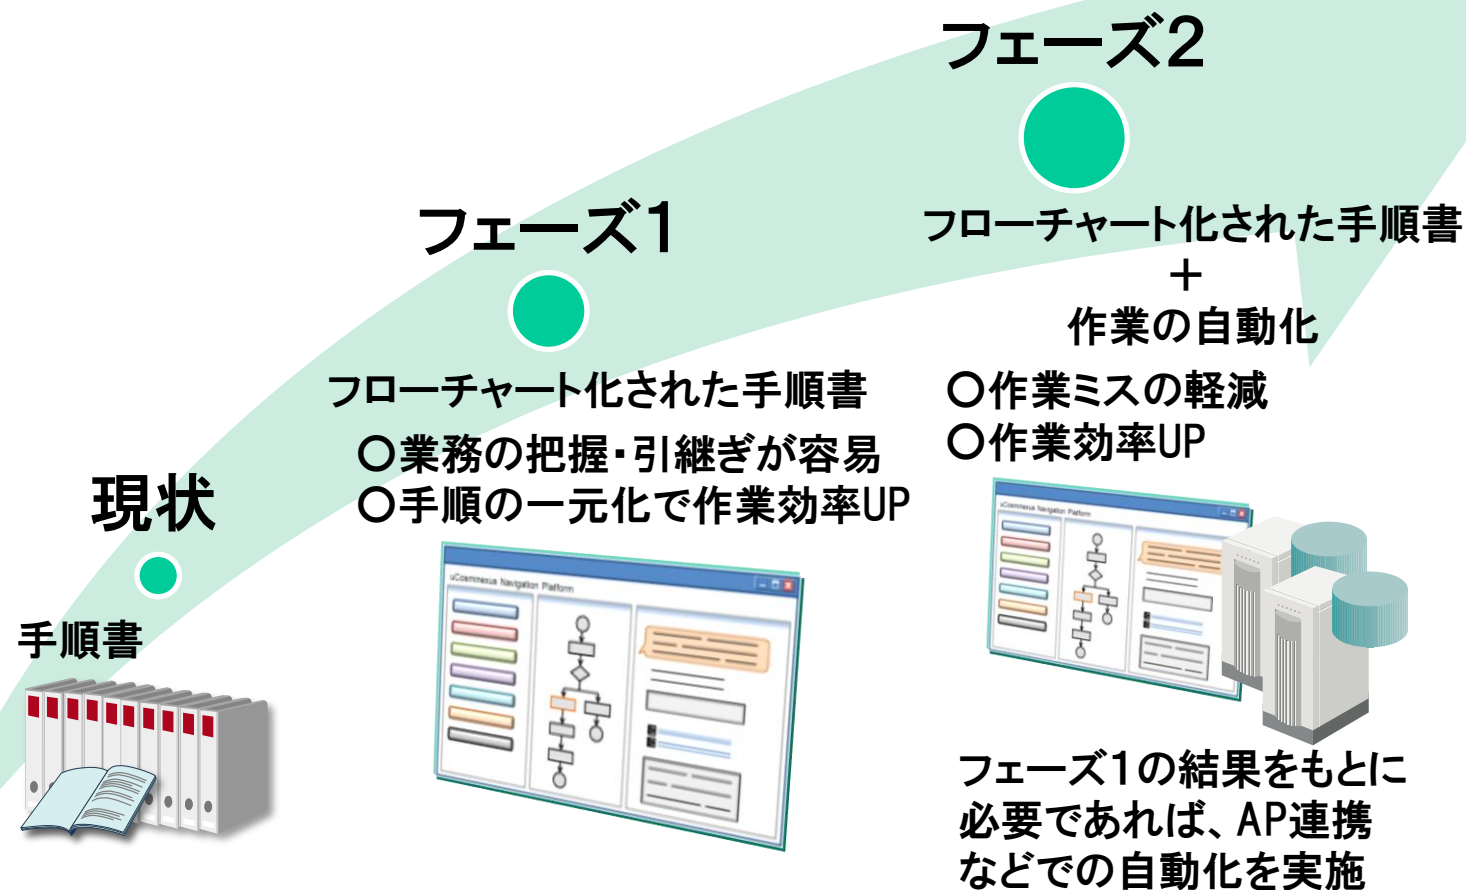 現状
手順書
フェーズ1
フローチャート化された手順書
○業務の把握・引継ぎが容易
○手順の一元化で作業効率UP
uCosminexus Navigation Platform
フェーズ2
フローチャート化された手順書
＋
作業の自動化
○作業ミスの軽減
○作業効率UP
uCosminexus Navigation Platform
フェーズ1の結果をもとに
必要であれば、AP連携
などでの自動化を実施